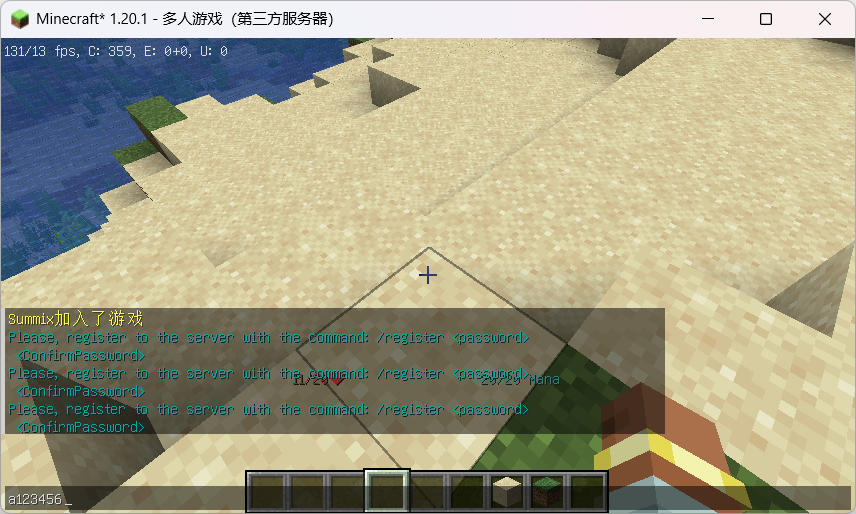 Minecraft* 1.20.1 - 多人游戏（第三方服务器）
131/13 fps, C: 359, E: 0+0, U: 0
Summix加入了游戏
Please, register to the server with the command: /register <password>
<ConfirmPassword>
Please, register to the server with the command: /register <password>
<ConfirmPassword>
11/20 20/20 Mana
Please, register to the server with the command: /register <password>
<ConfirmPassword>
a123456_